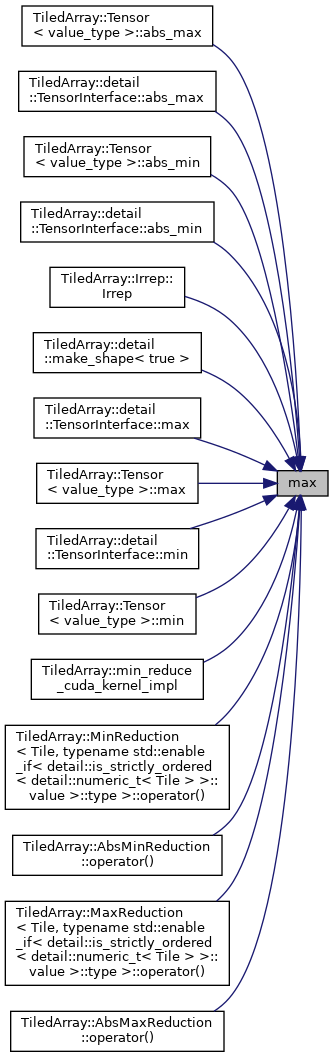 TiledArray::Tensor
< value_type >::abs_max
TiledArray::detail
::TensorInterface::abs_max
TiledArray::Tensor
< value_type >::abs_min
TiledArray::detail
::TensorInterface::abs_min
TiledArray::Irrep::
Irrep
TiledArray::detail
::make_shape< true >
TiledArray::detail
::TensorInterface::max
TiledArray::Tensor
< value_type >::max
max
TiledArray::detail
::TensorInterface::min
TiledArray::Tensor
< value_type >::min
TiledArray::min_reduce
_cuda_kernel_impl
TiledArray::MinReduction
< Tile, typename std::enable
_if< detail::is_strictly_ordered
< detail::numeric_t< Tile > >::
value >::type >::operator()
TiledArray::AbsMinReduction
::operator()
TiledArray::MaxReduction
< Tile, typename std::enable
_if< detail::is_strictly_ordered
< detail::numeric_t< Tile > >::
value >::type >::operator()
TiledArray::AbsMaxReduction
::operator()